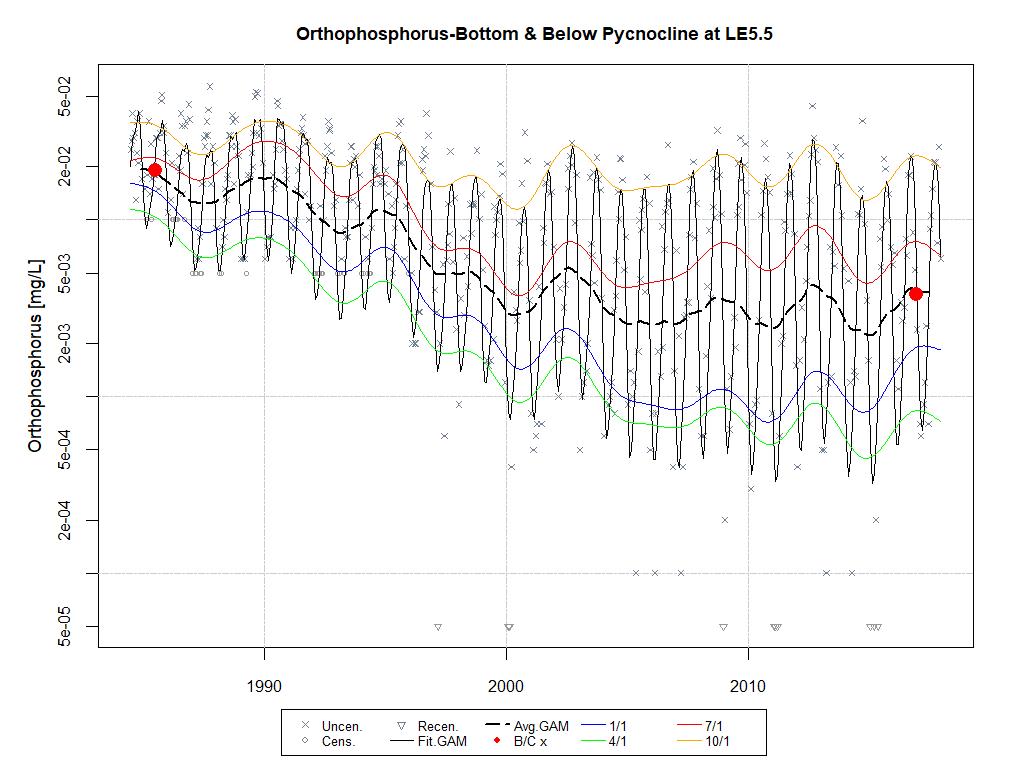 Orthophosphorus-Bottom & Below Pycnocline at LE5.5
Orthophosphorus [mg/L]
5e-02
2e-02
5e-03
2e-03
5e-04
2e-04
5e-05
1990 2000 2010
Uncen. Recen. Avg.GAM 1/1 7/1
Cens. Fit.GAM B/C x 4/1 10/1